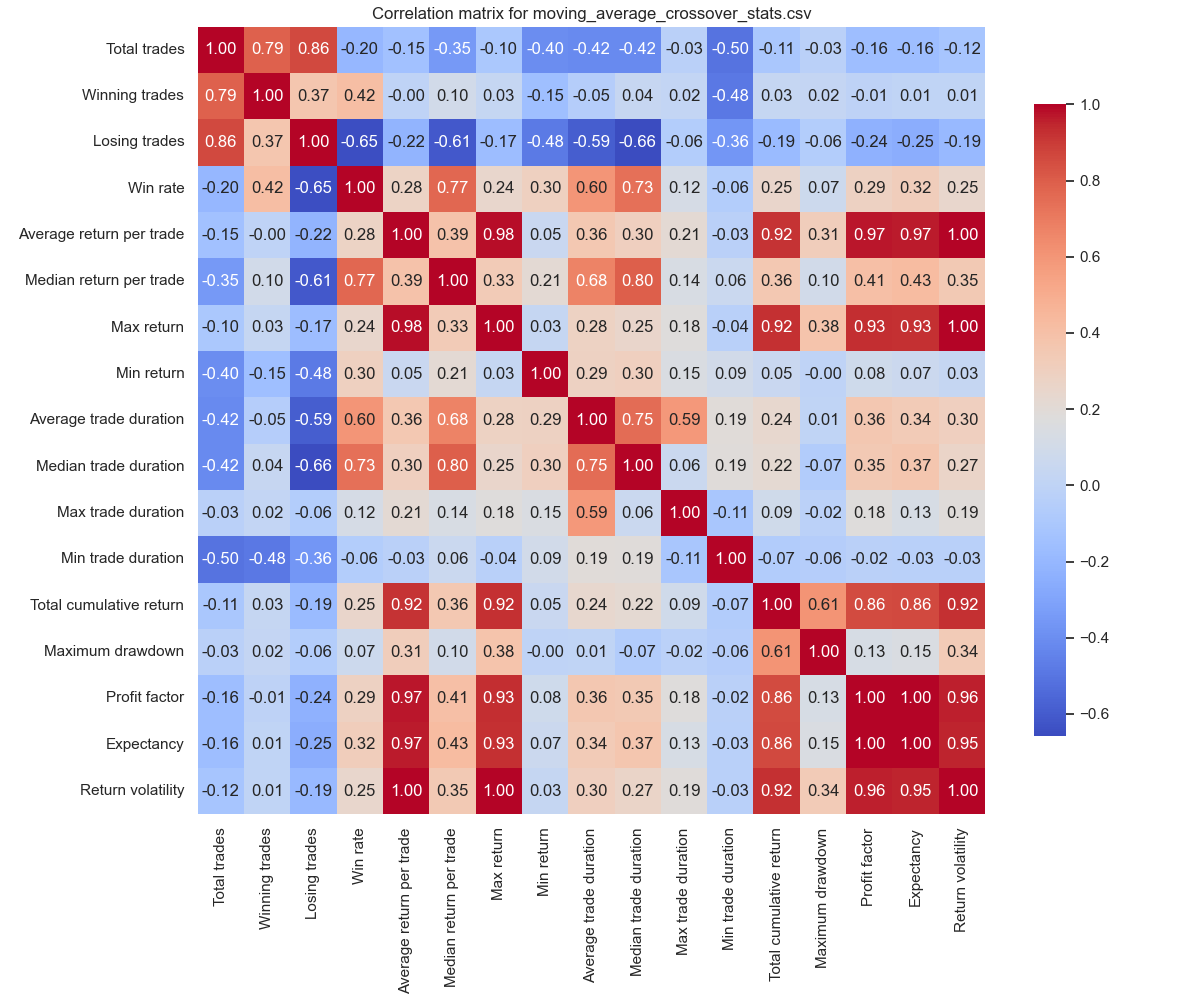 Correlation matrix for moving_average_crossover_stats.csv
Total trades 1.00 0.79 0.86 -0.20 -0.15 -0.35 -0.10 -0.40 -0.42 -0.42 -0.03 -0.50 -0.11 -0.03 -0.16 -0.16 -0.12
Winning trades 0.79 1.00 0.37 0.42 -0.00 0.10 0.03 -0.15 -0.05 0.04 0.02 -0.48 0.03 0.02 -0.01 0.01 0.01
Losing trades 0.86 0.37 1.00 -0.65 -0.22 -0.61 -0.17 -0.48 -0.59 -0.66 -0.06 -0.36 -0.19 -0.06 -0.24 -0.25 -0.19
Win rate -0.20 0.42 -0.65 1.00 0.28 0.77 0.24 0.30 0.60 0.73 0.12 -0.06 0.25 0.07 0.29 0.32 0.25
Average return per trade -0.15 -0.00 -0.22 0.28 1.00 0.39 0.98 0.05 0.36 0.30 0.21 -0.03 0.92 0.31 0.97 0.97 1.00
Median return per trade -0.35 0.10 -0.61 0.77 0.39 1.00 0.33 0.21 0.68 0.80 0.14 0.06 0.36 0.10 0.41 0.43 0.35
Max return -0.10 0.03 -0.17 0.24 0.98 0.33 1.00 0.03 0.28 0.25 0.18 -0.04 0.92 0.38 0.93 0.93 1.00
Min return -0.40 -0.15 -0.48 0.30 0.05 0.21 0.03 1.00 0.29 0.30 0.15 0.09 0.05 -0.00 0.08 0.07 0.03
Average trade duration -0.42 -0.05 -0.59 0.60 0.36 0.68 0.28 0.29 1.00 0.75 0.59 0.19 0.24 0.01 0.36 0.34 0.30
Median trade duration -0.42 0.04 -0.66 0.73 0.30 0.80 0.25 0.30 0.75 1.00 0.06 0.19 0.22 -0.07 0.35 0.37 0.27
Max trade duration -0.03 0.02 -0.06 0.12 0.21 0.14 0.18 0.15 0.59 0.06 1.00 -0.11 0.09 -0.02 0.18 0.13 0.19
Min trade duration -0.50 -0.48 -0.36 -0.06 -0.03 0.06 -0.04 0.09 0.19 0.19 -0.11 1.00 -0.07 -0.06 -0.02 -0.03 -0.03
Total cumulative return -0.11 0.03 -0.19 0.25 0.92 0.36 0.92 0.05 0.24 0.22 0.09 -0.07 1.00 0.61 0.86 0.86 0.92
Maximum drawdown -0.03 0.02 -0.06 0.07 0.31 0.10 0.38 -0.00 0.01 -0.07 -0.02 -0.06 0.61 1.00 0.13 0.15 0.34
Profit factor -0.16 -0.01 -0.24 0.29 0.97 0.41 0.93 0.08 0.36 0.35 0.18 -0.02 0.86 0.13 1.00 1.00 0.96
Expectancy -0.16 0.01 -0.25 0.32 0.97 0.43 0.93 0.07 0.34 0.37 0.13 -0.03 0.86 0.15 1.00 1.00 0.95
Return volatility -0.12 0.01 -0.19 0.25 1.00 0.35 1.00 0.03 0.30 0.27 0.19 -0.03 0.92 0.34 0.96 0.95 1.00
Total trades
Winning trades
Losing trades
Win rate
Average return per trade
Median return per trade
Max return
Min return
Average trade duration
Median trade duration
Max trade duration
Min trade duration
Total cumulative return
Maximum drawdown
Profit factor
Expectancy
Return volatility
1.0
0.8
0.6
0.4
0.2
0.0
−0.2
−0.4
−0.6